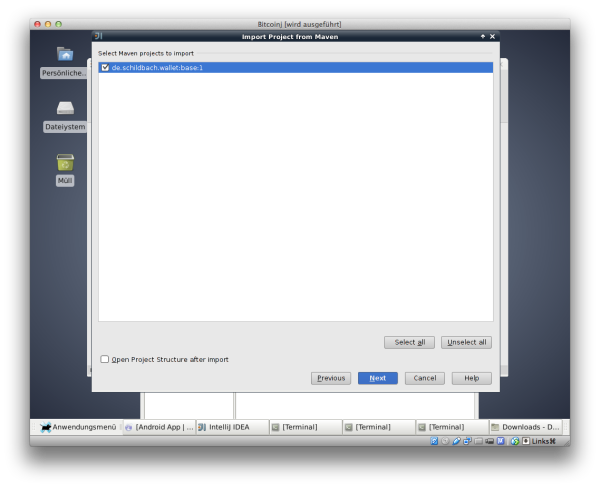 Bitcoinj [wird ausgeführt]
Import Project from Maven
Select Maven projects to import
de.schildbach.wallet:base:1
Persönliche...
Dateiystem
Müll
Select all
Unselect all
Open Project Structure after import
Previous
Next
Cancel
Help
Anwendungsmenü
[Android App | ...
IntelliJ IDEA
[Terminal]
[Terminal]
[Terminal]
Downloads - D...
Links⌘